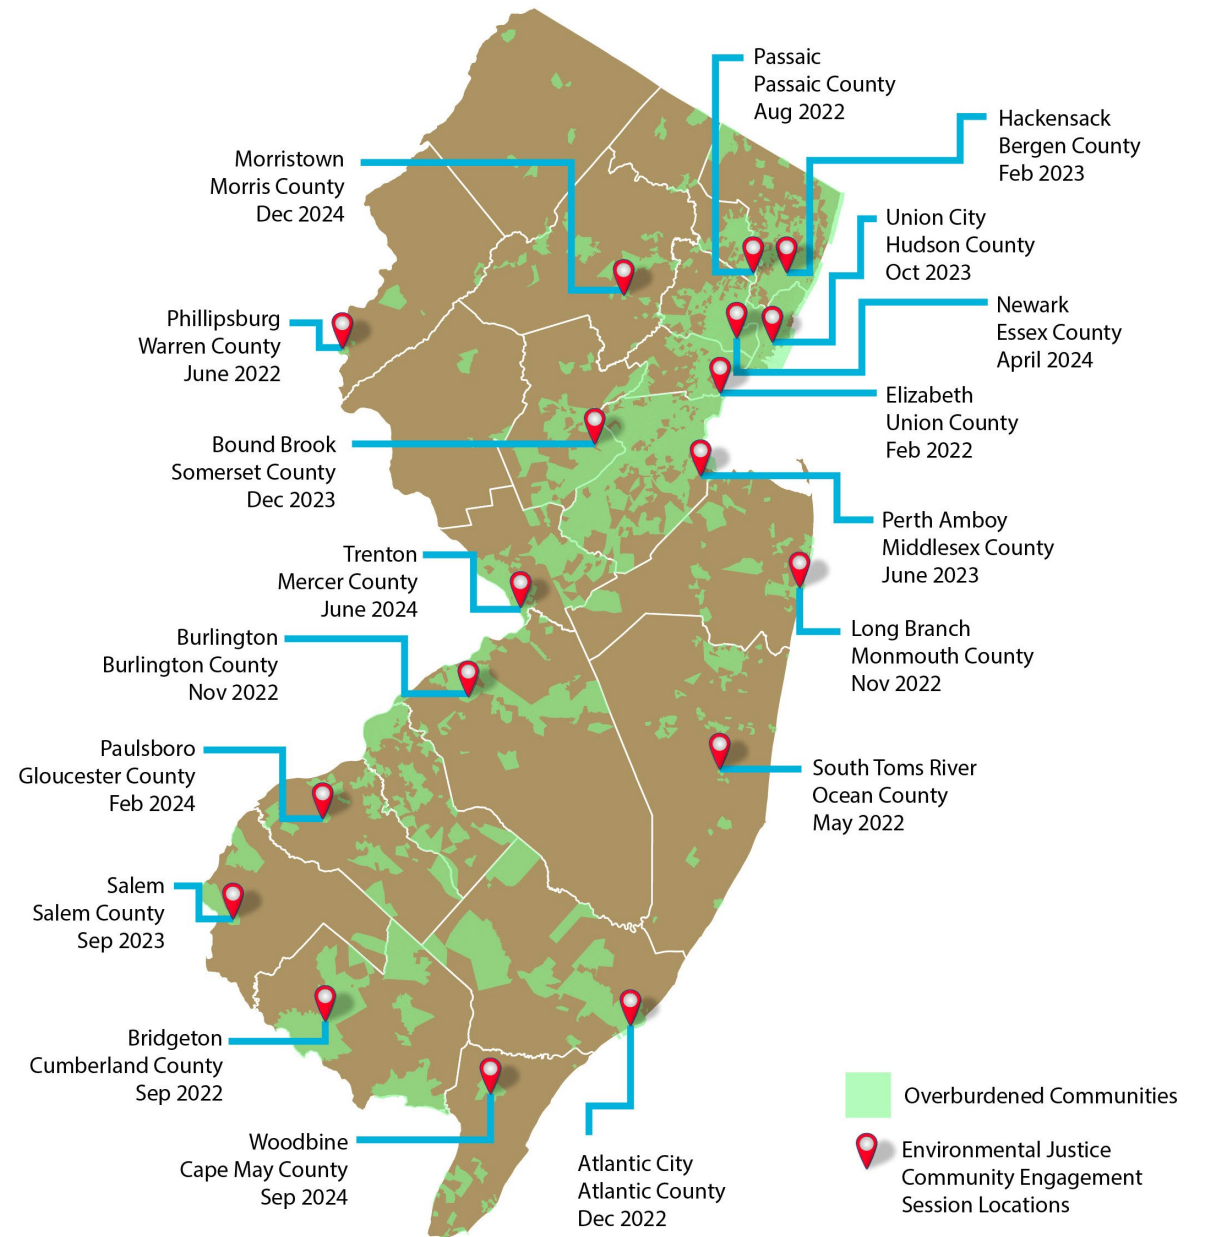 Passaic
Passaic County
Aug 2022
Hackensack
Bergen County
Feb 2023
Morristown
Morris County
Dec 2024
Union City
Hudson County
Oct 2023
Newark
Essex County
April 2024
Phillipsburg
Warren County
June 2022
Elizabeth
Union County
Feb 2022
Bound Brook
Somerset County
Dec 2023
Perth Amboy
Middlesex County
June 2023
Trenton
Mercer County
June 2024
Long Branch
Monmouth County
Nov 2022
Burlington
Burlington County
Nov 2022
Paulsboro
Gloucester County
Feb 2024
South Toms River
Ocean County
May 2022
Salem
Salem County
Sep 2023
Bridgeton
Cumberland County
Sep 2022
Woodbine
Cape May County
Sep 2024
Atlantic City
Atlantic County
Dec 2022
Overburdened Communities
Environmental Justice
Community Engagement
Session Locations